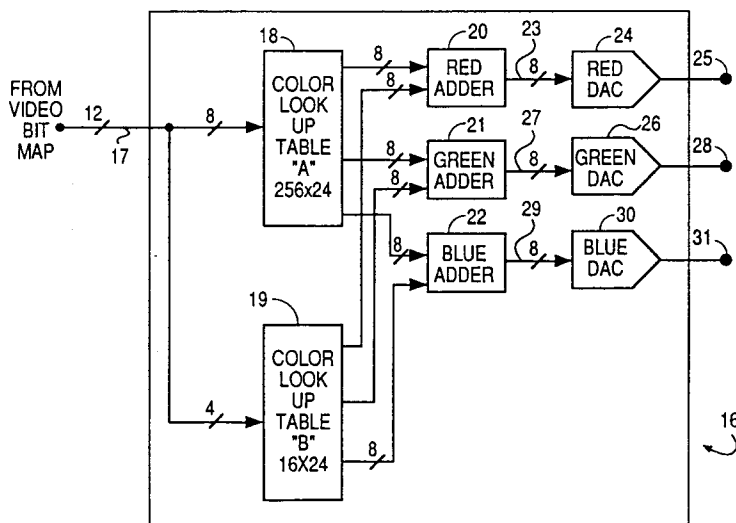 FROM
VIDEO
BIT
MAP
12
17
8
4
18
COLOR
LOOK
UP
TABLE
"A"
256x24
19
COLOR
LOOK
UP
TABLE
"B"
16X24
8
8
8
8
8
8
20
RED
ADDER
21
GREEN
ADDER
22
BLUE
ADDER
23
8
27
8
29
8
24
RED
DAC
26
GREEN
DAC
30
BLUE
DAC
25
28
31
16